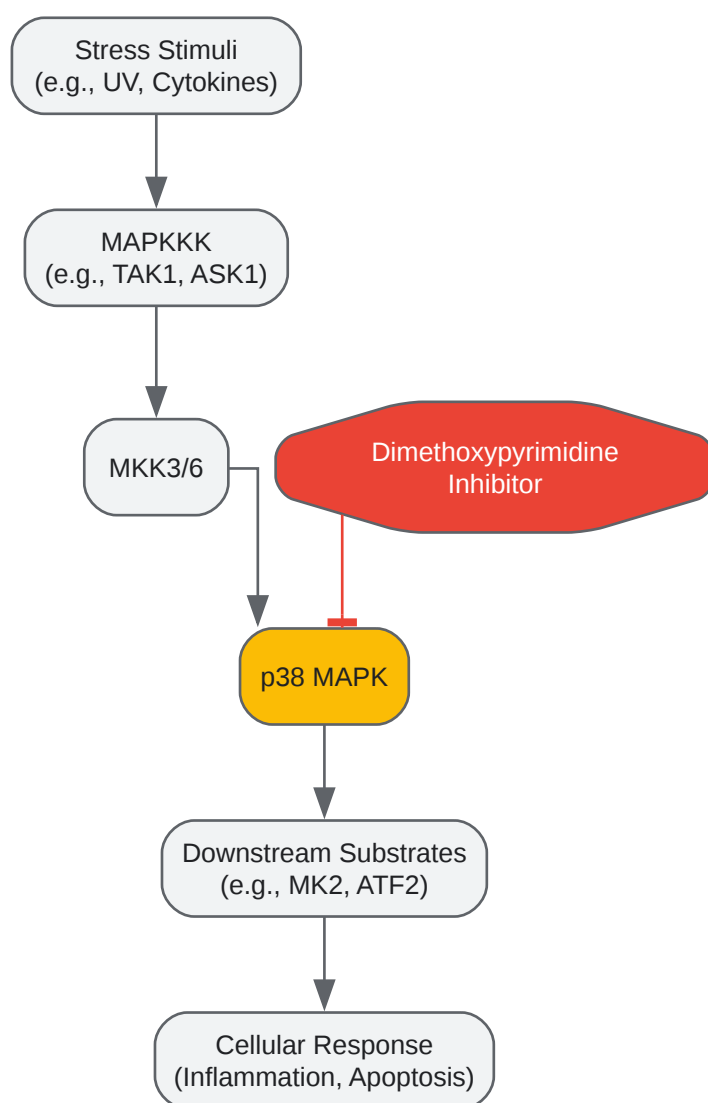 Stress Stimuli
(e.g., UV, Cytokines)
MAPKKK
(e.g., TAK1, ASK1)
MKK3/6
Dimethoxypyrimidine
Inhibitor
p38 MAPK
Downstream Substrates
(e.g., MK2, ATF2)
Cellular Response
(Inflammation, Apoptosis)